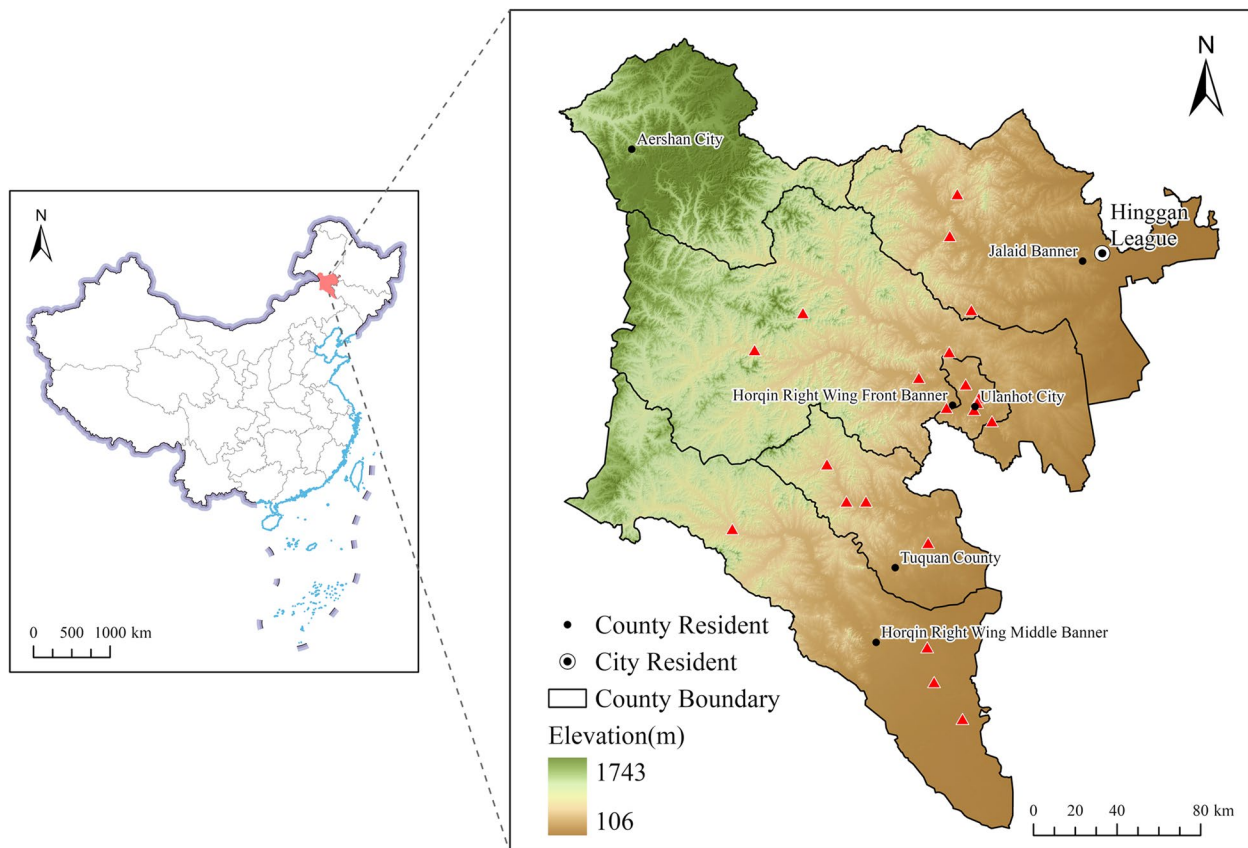 N
0 500 1000 km
N
Aershan City
Hinggan
League
Jalaid Banner
Horqin Right Wing Front Banner
Ulanhot City
Tuquan County
Horqin Right Wing Middle Banner
County Resident
City Resident
County Boundary
Elevation(m)
1743
106
0 20 40 80 km